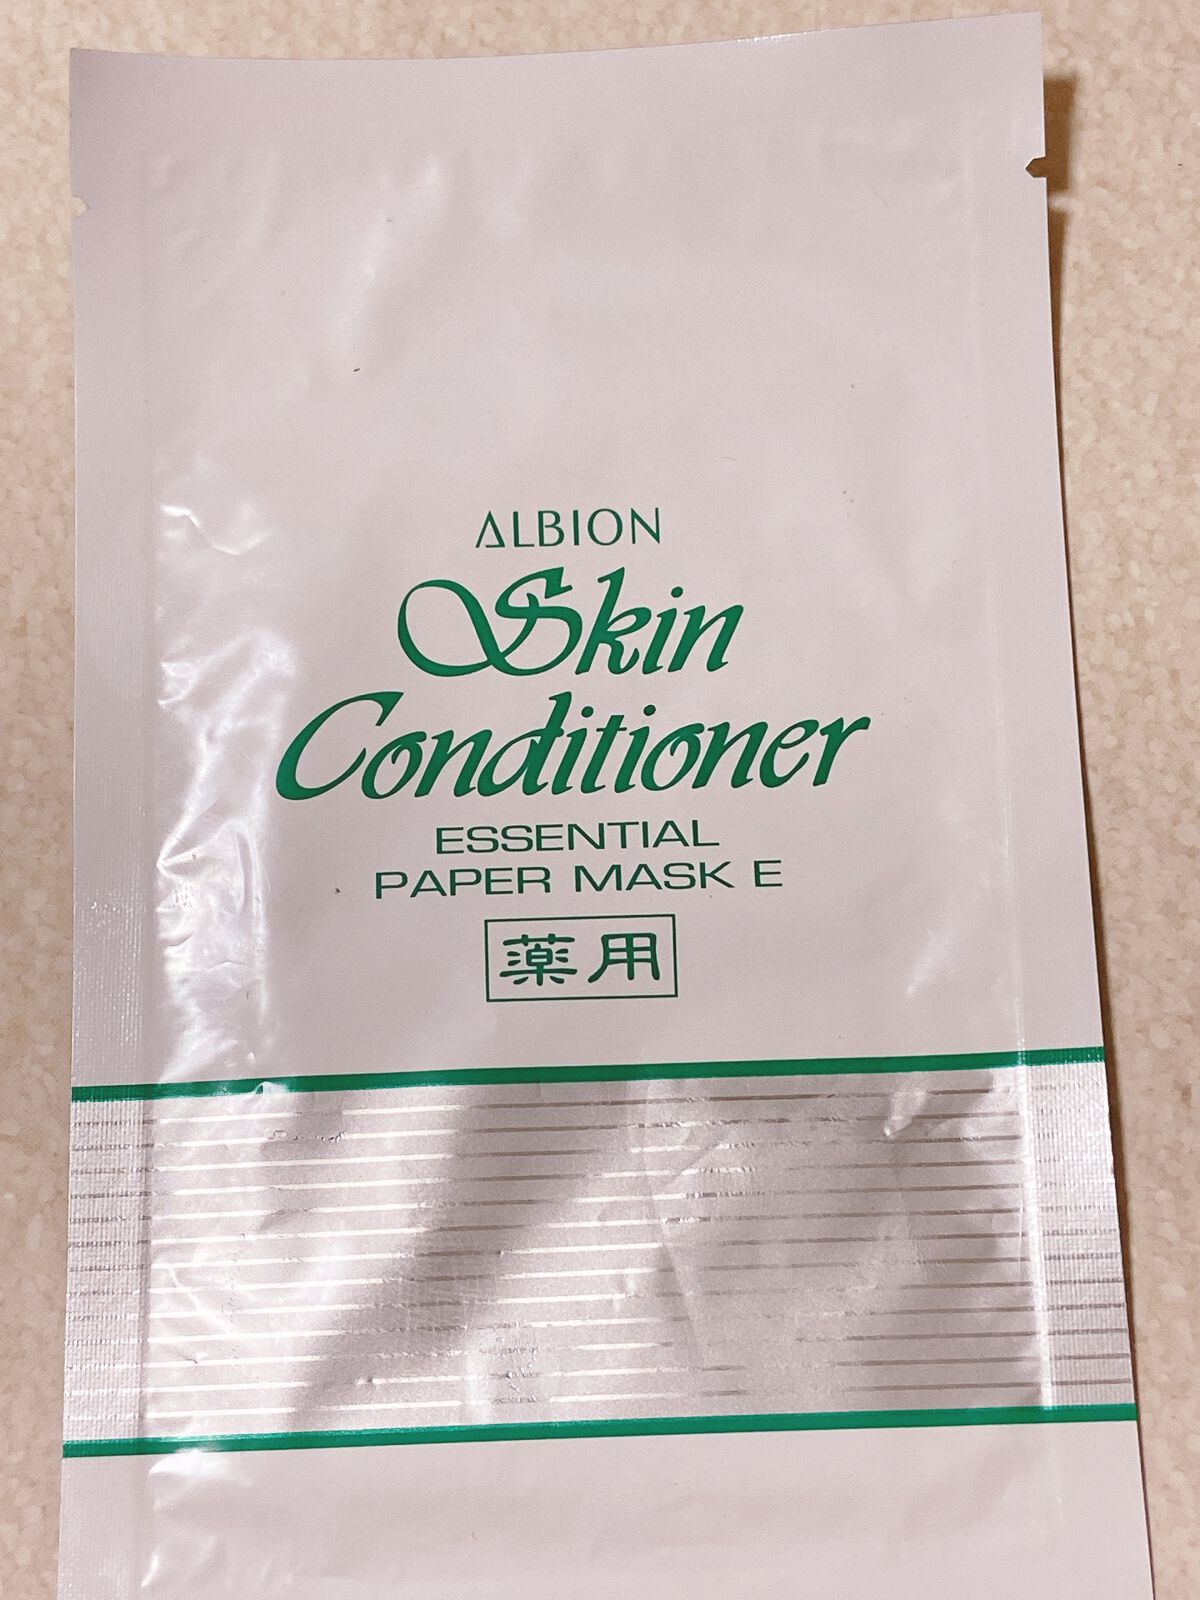 ALBION
Skin
Conditioner
ESSENTIAL
PAPER MASK E
薬用